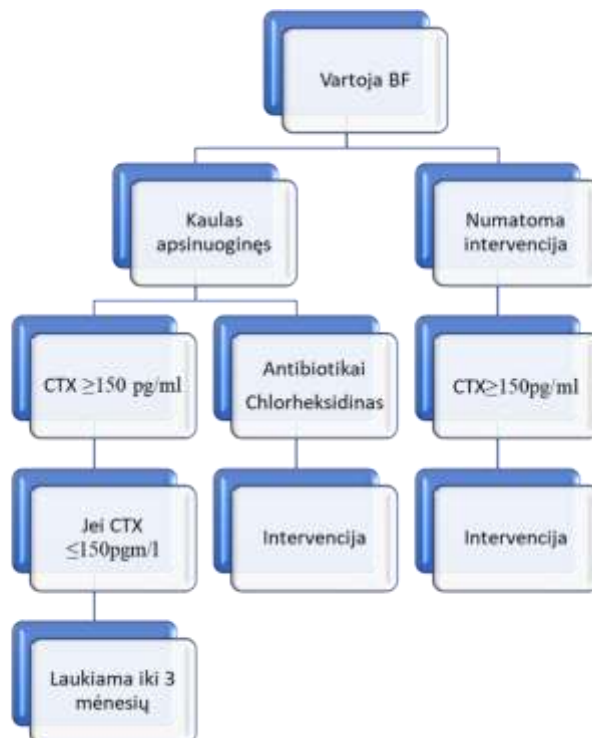 Vartoja BF
Kaulas
apsinuoginęs
Numatoma
intervencija
CTX ≥150 pg/ml
Antibiotikai
Chlorheksidinas
CTX≥150pg/ml
Jei CTX
≤150pgm/l
Intervencija
Intervencija
Laukiama iki 3
mėnesių